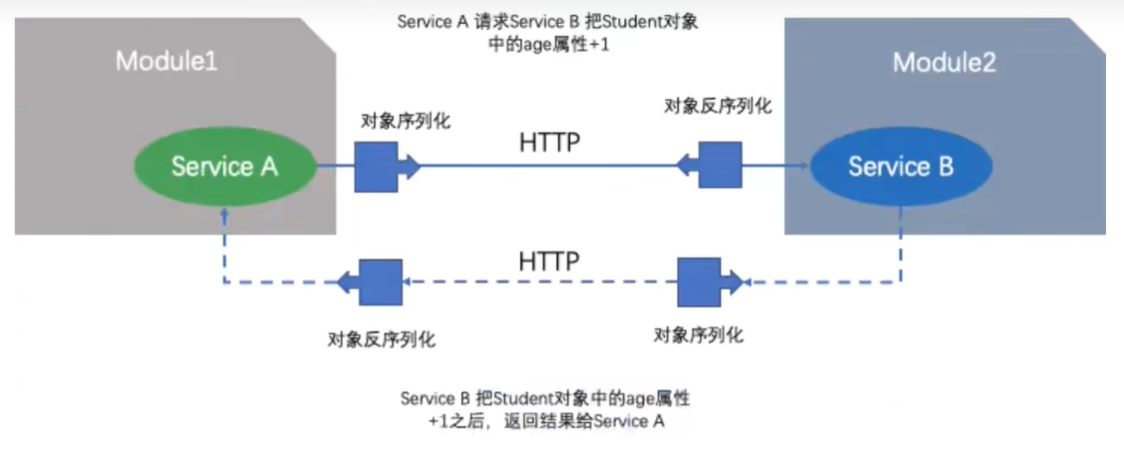 Service A 请求Service B 把Student对象
中的age属性+1
Module1
Module2
对象序列化
对象反序列化
HTTP
Service A
Service B
HTTP
对象反序列化
对象序列化
Service B 把Student对象中的age属性
+1之后，返回结果给Service A